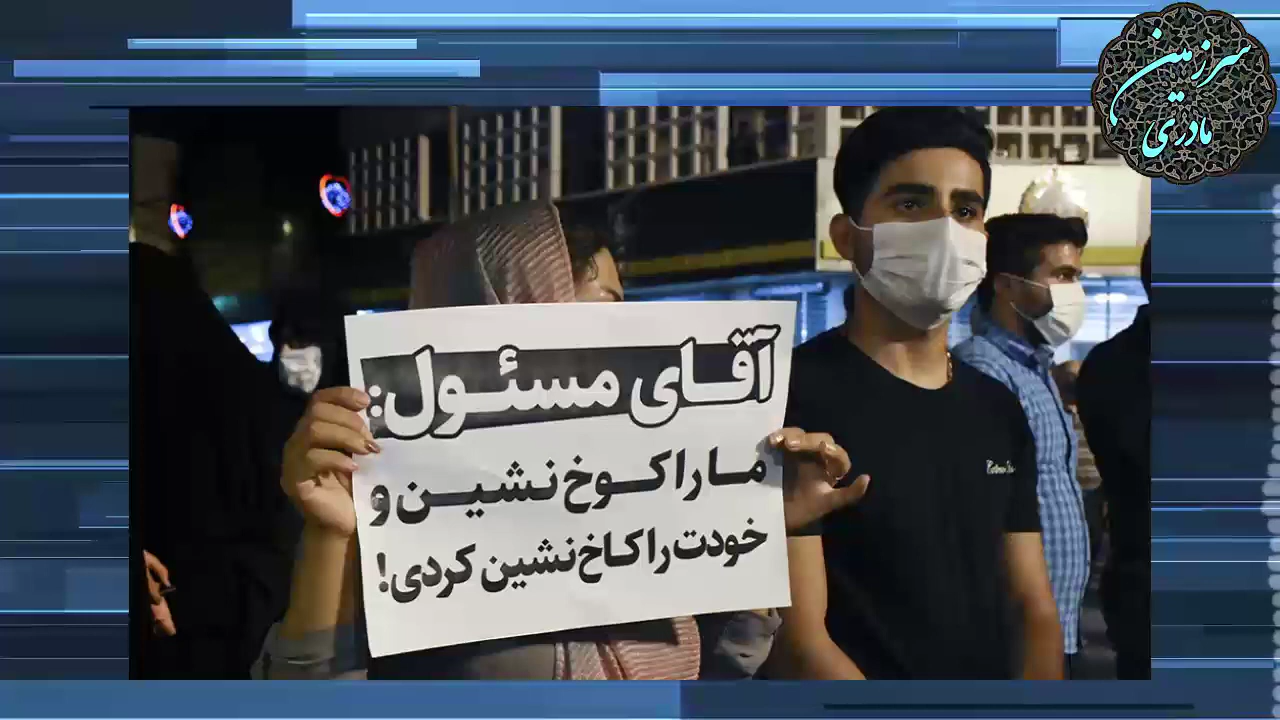 سرزمین
مادری
آقای مسئول:
ما را کوخ نشین و
خودت را کاخ نشین کردی!